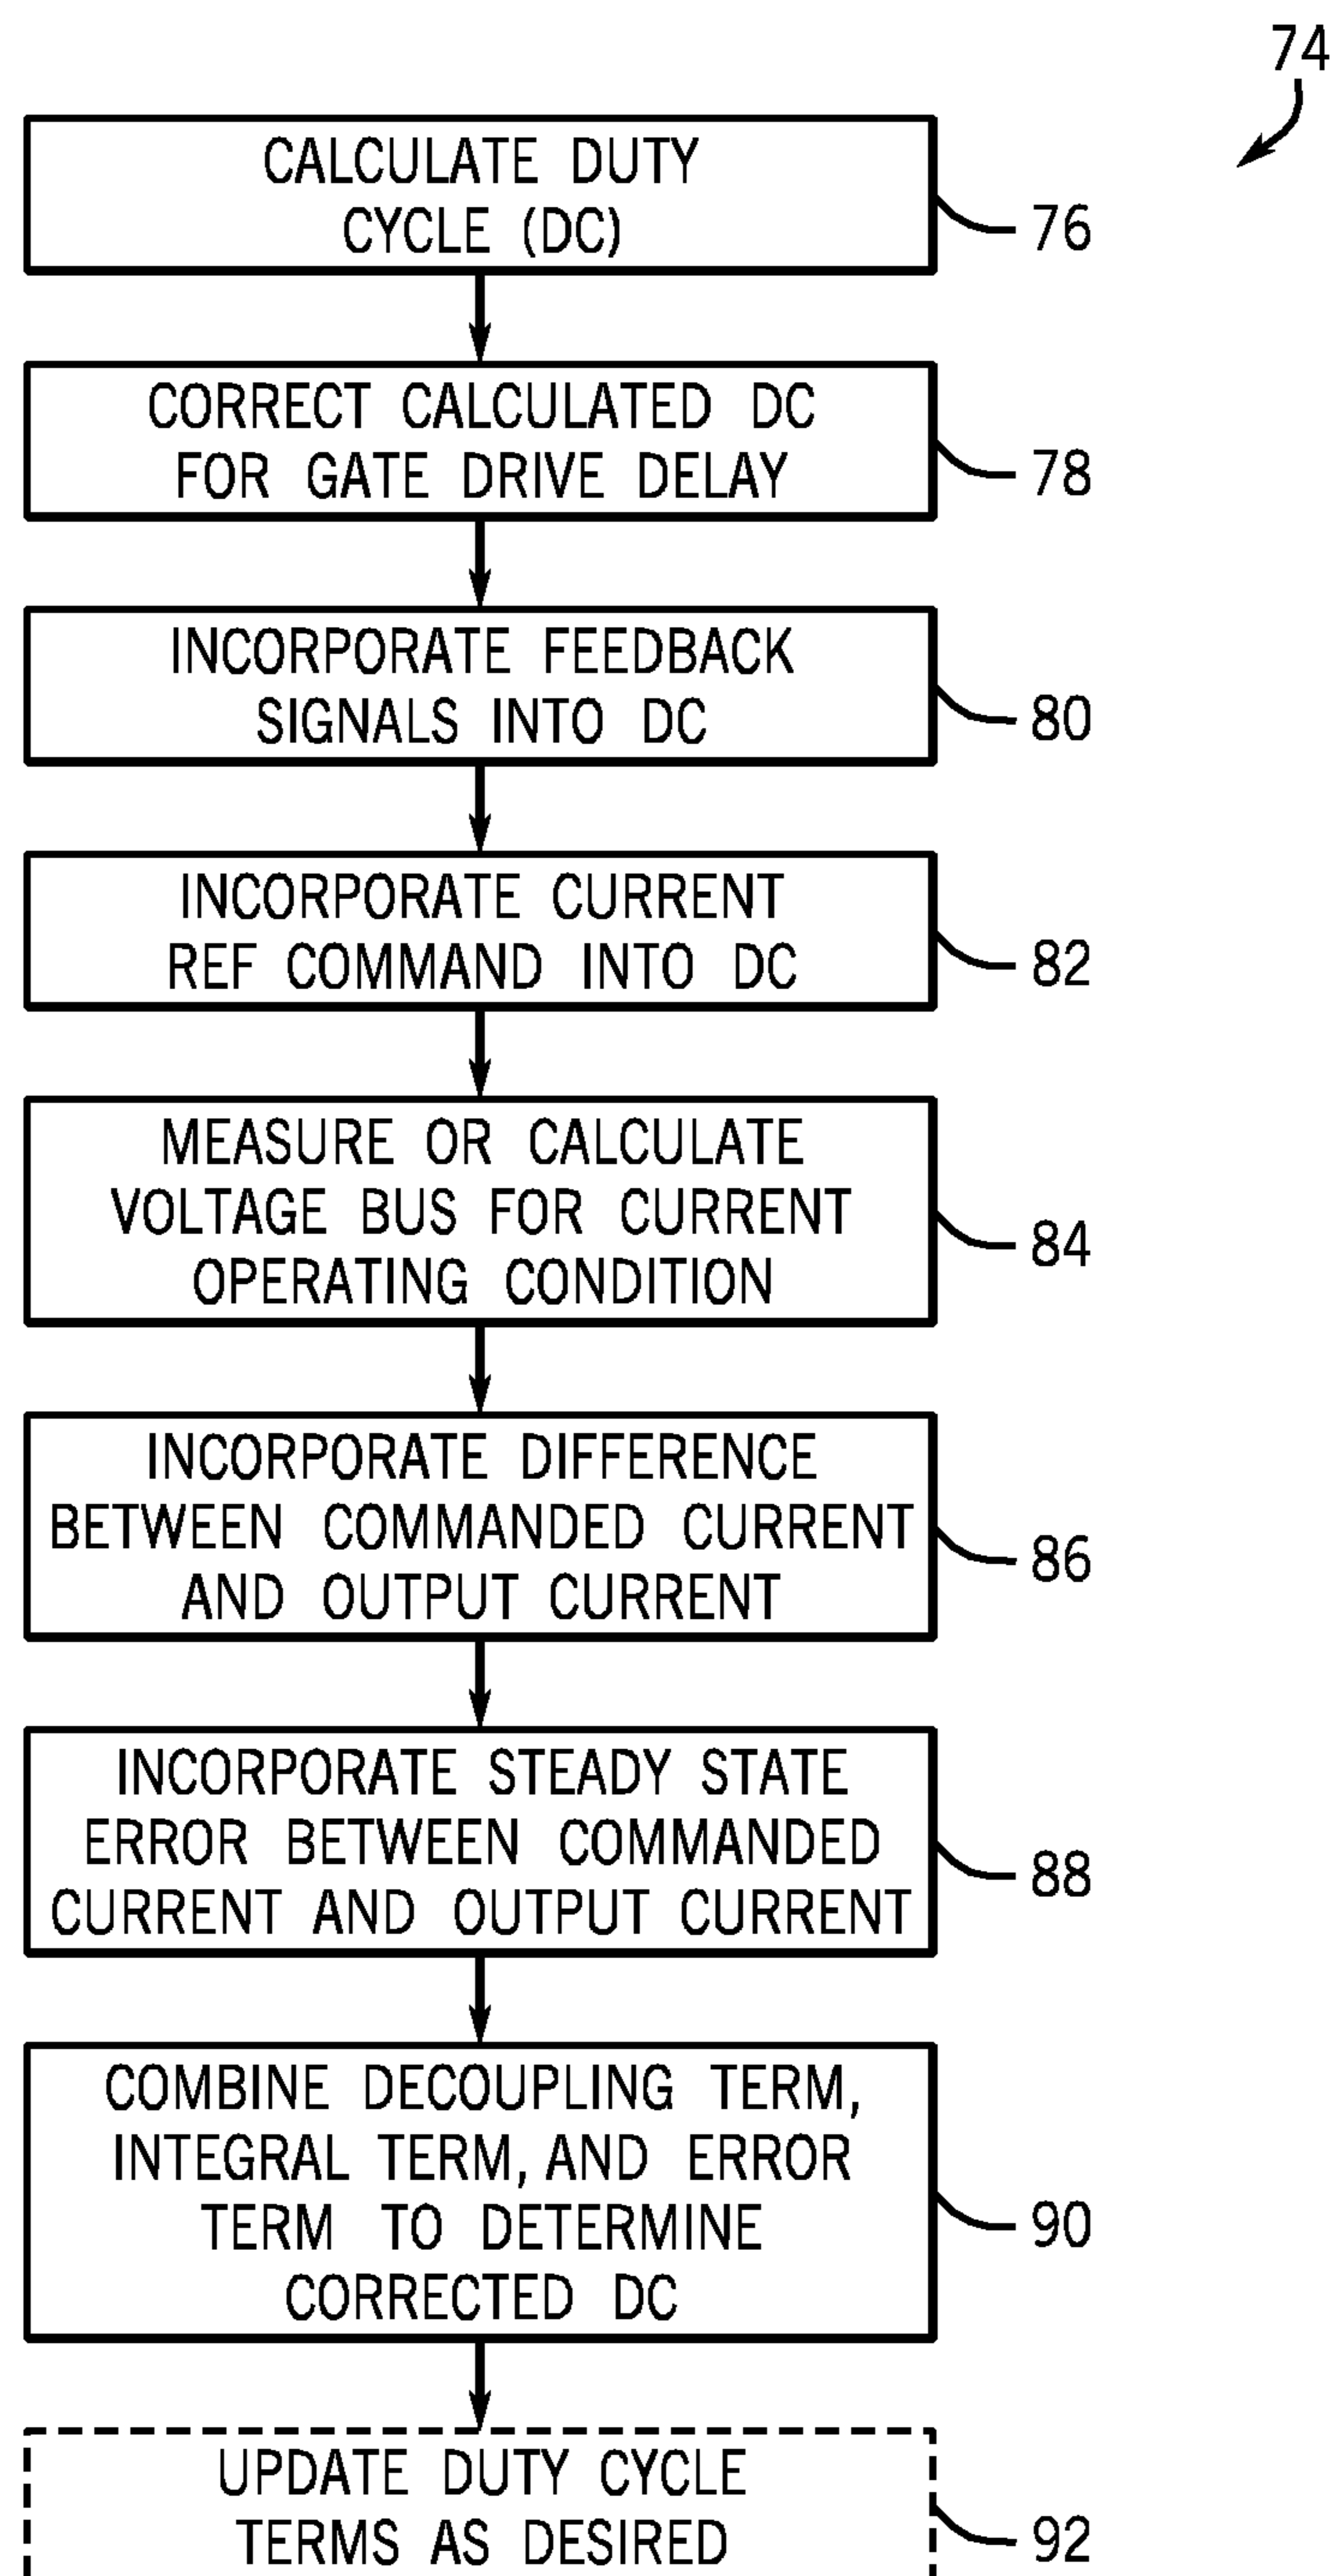 74
CALCULATE DUTY
CYCLE (DC)
76
CORRECT CALCULATED DC
FOR GATE DRIVE DELAY
78
INCORPORATE FEEDBACK
SIGNALS INTO DC
80
INCORPORATE CURRENT
REF COMMAND INTO DC
82
MEASURE OR CALCULATE
VOLTAGE BUS FOR CURRENT
OPERATING CONDITION
84
INCORPORATE DIFFERENCE
BETWEEN COMMANDED CURRENT
AND OUTPUT CURRENT
86
INCORPORATE STEADY STATE
ERROR BETWEEN COMMANDED
CURRENT AND OUTPUT CURRENT
88
COMBINE DECOUPLING TERM,
INTEGRAL TERM, AND ERROR
TERM TO DETERMINE
CORRECTED DC
90
UPDATE DUTY CYCLE
TERMS AS DESIRED
92